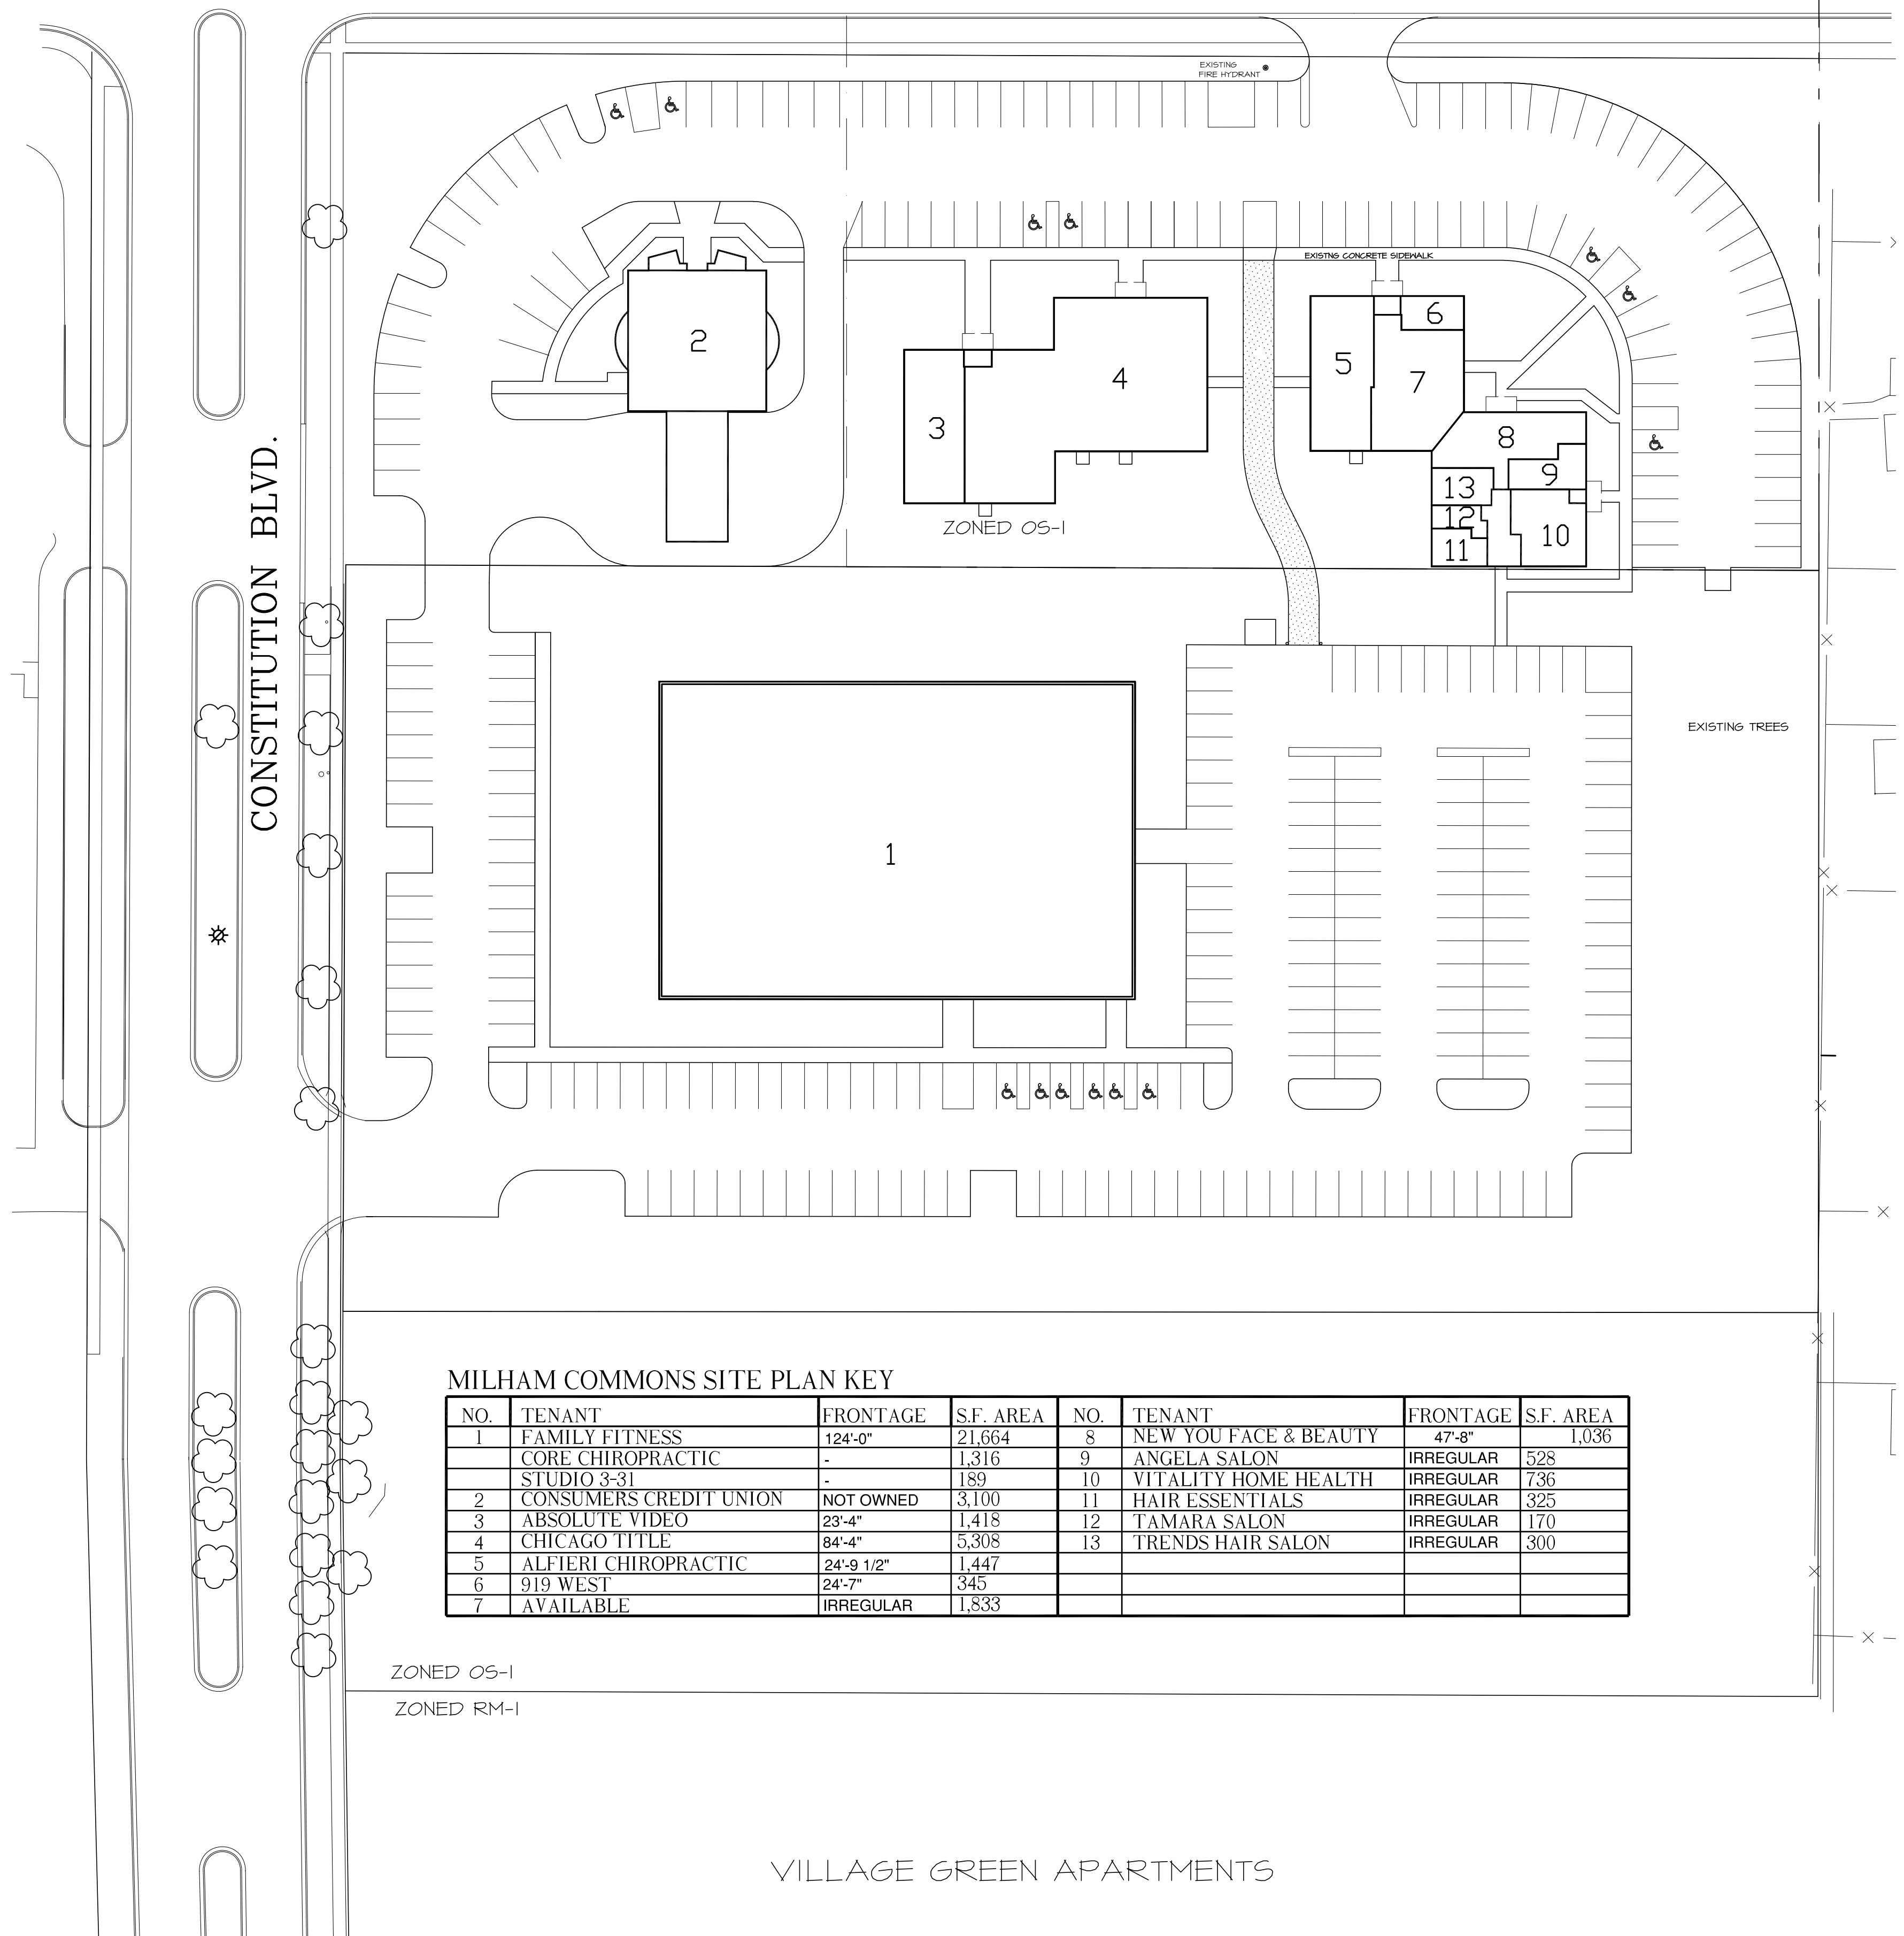 EXISTING
FIRE HYDRANT
EXISTNG CONCRETE SIDEWALK
2
3
4
5
6
7
8
9
13
12
11
10
ZONED OS-1
CONSTITUTION BLVD.
EXISTING TREES
1
MILHAM COMMONS SITE PLAN KEY
NO. TENANT FRONTAGE S.F. AREA NO. TENANT FRONTAGE S.F. AREA
1 FAMILY FITNESS 124'-0" 21,664 8 NEW YOU FACE & BEAUTY 47'-8" 1,036
CORE CHIROPRACTIC - 1,316 9 ANGELA SALON IRREGULAR 528
STUDIO 3-31 - 189 10 VITALITY HOME HEALTH IRREGULAR 736
2 CONSUMERS CREDIT UNION NOT OWNED 3,100 11 HAIR ESSENTIALS IRREGULAR 325
3 ABSOLUTE VIDEO 23'-4" 1,418 12 TAMARA SALON IRREGULAR 170
4 CHICAGO TITLE 84'-4" 5,308 13 TRENDS HAIR SALON IRREGULAR 300
5 ALFIERI CHIROPRACTIC 24'-9 1/2" 1,447
6 919 WEST 24'-7" 345
7 AVAILABLE IRREGULAR 1,833
ZONED OS-1
ZONED RM-1
VILLAGE GREEN APARTMENTS